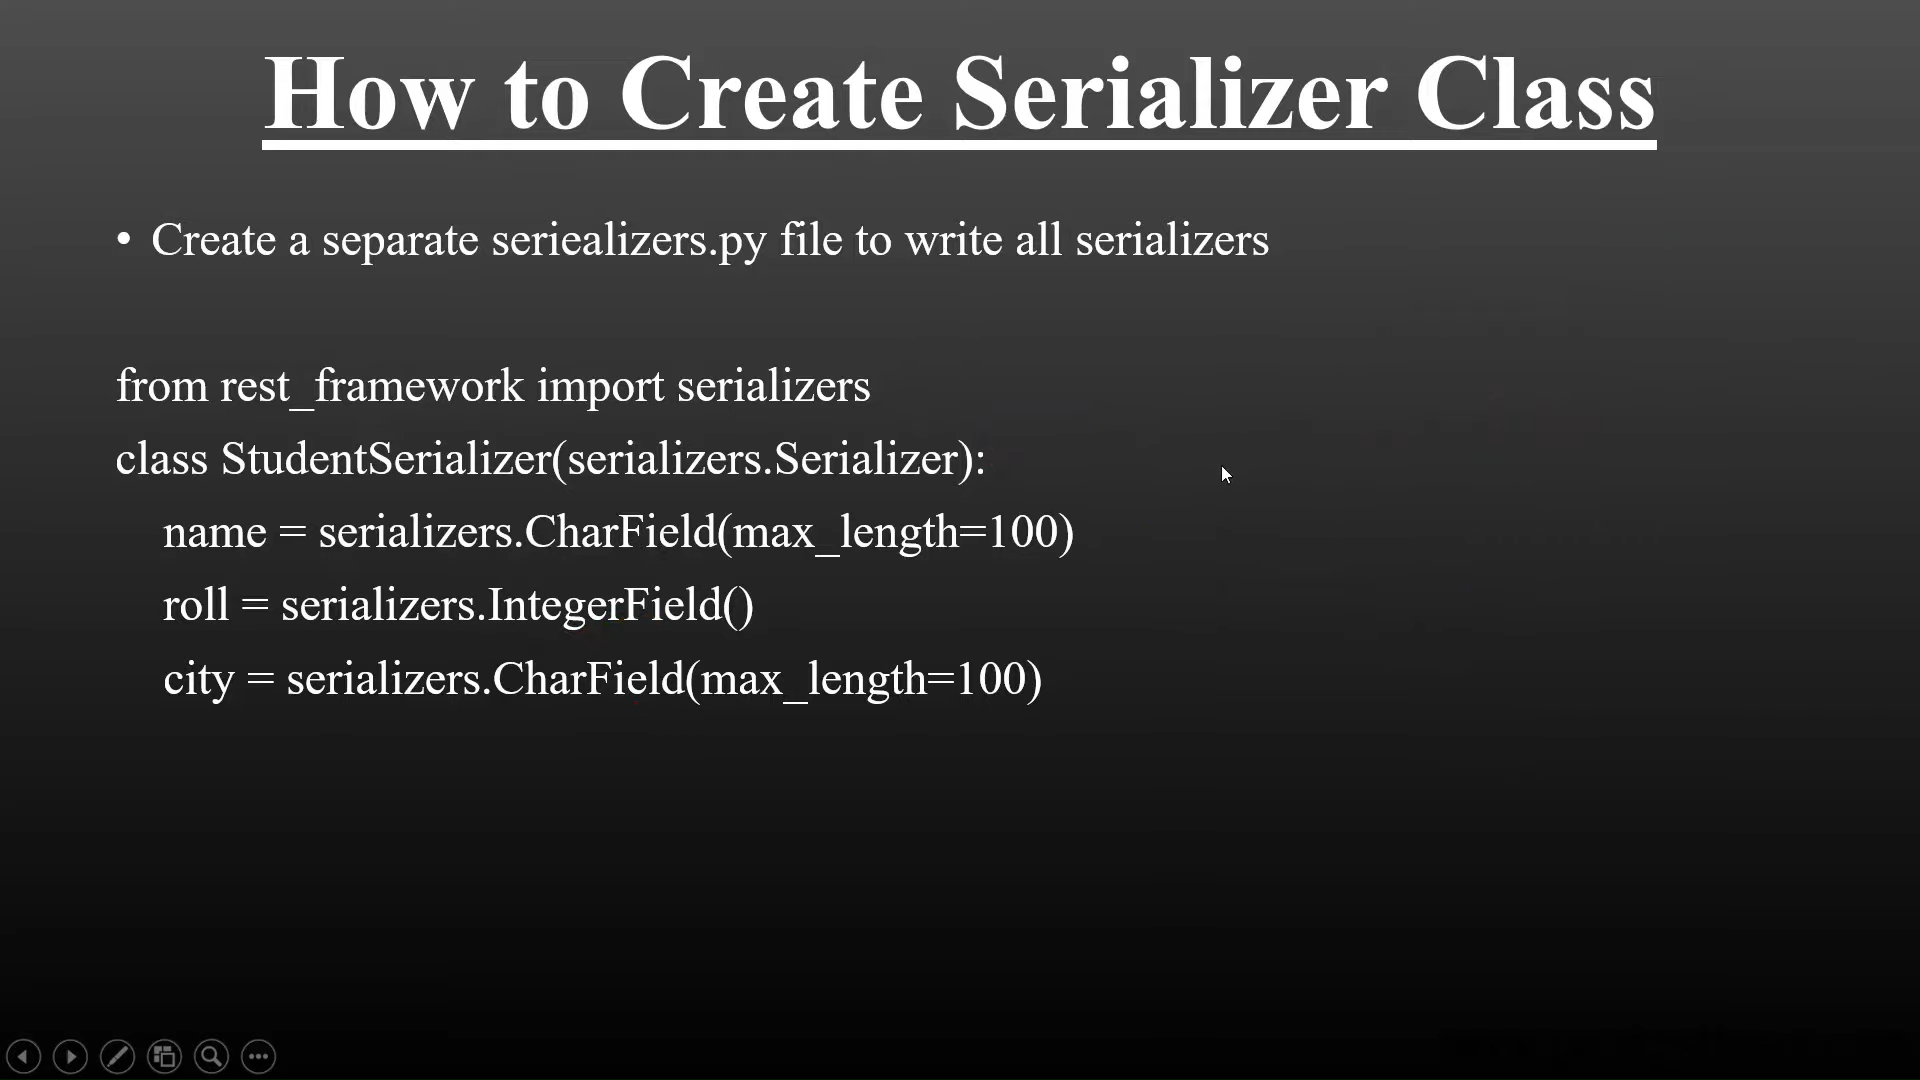 How to Create Serializer Class
• Create a separate seriealizers.py file to write all serializers
from rest_framework import serializers
class StudentSerializer(serializers.Serializer):
name = serializers.CharField(max_length=100)
roll = serializers.IntegerField()
city = serializers.CharField(max_length=100)